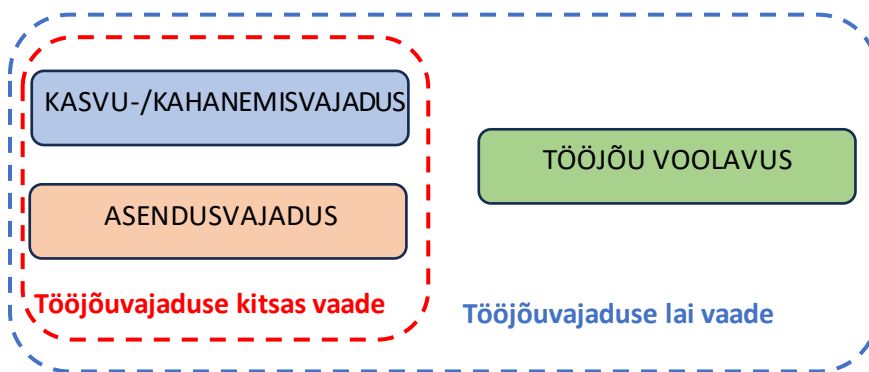 KASVU-/KAHANEMISVAJADUS
ASENDUSVAJADUS
Tööjõuvajaduse kitsas vaade
TÖÖJÕU VOOLAVUS
Tööjõuvajaduse lai vaade